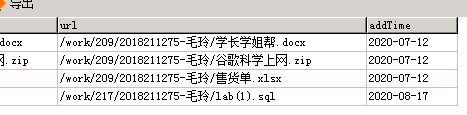 导出
url addTime
.docx /work/209/2018211275-毛玲/学长学姐帮.docx 2020-07-12
网.zip /work/209/2018211275-毛玲/谷歌科学上网.zip 2020-07-12
/work/209/2018211275-毛玲/售货单.xlsx 2020-07-12
/work/217/2018211275-毛玲/lab(1).sql 2020-08-17